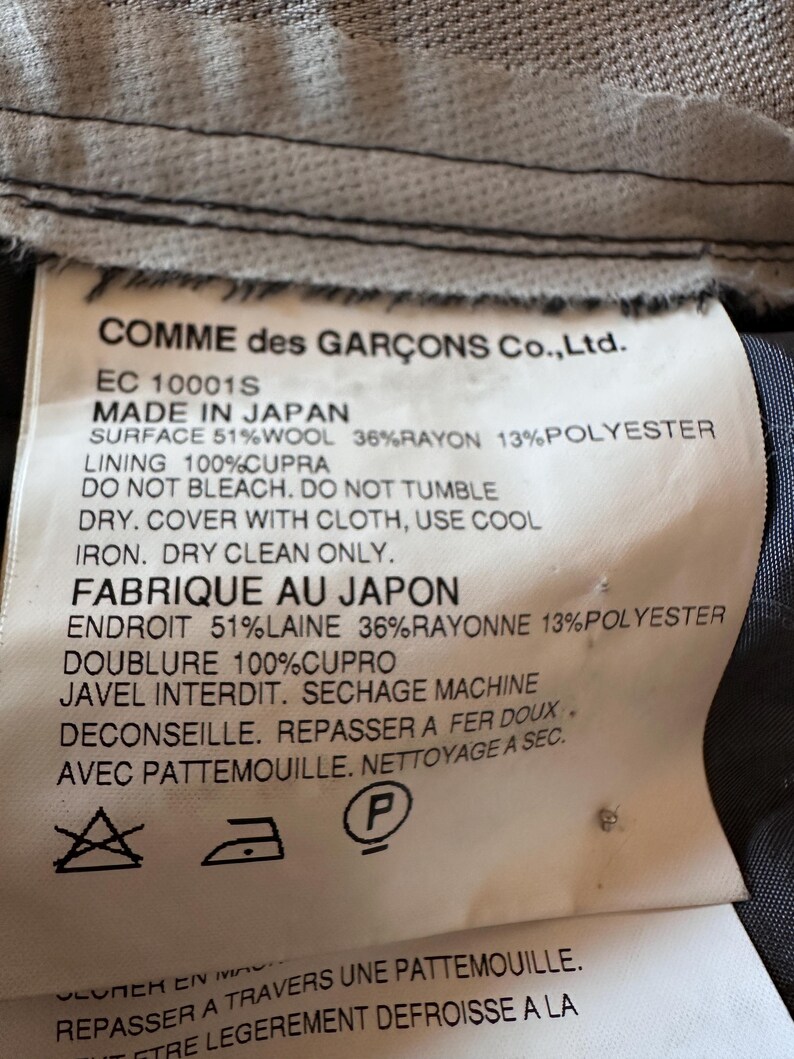 COMME des GARÇONS Co.,Ltd.
EC 10001S
MADE IN JAPAN
SURFACE 51%WOOL 36%RAYON 13%POLYESTER
LINING 100%CUPRA
DO NOT BLEACH. DO NOT TUMBLE
DRY. COVER WITH CLOTH, USE COOL
IRON. DRY CLEAN ONLY.
FABRIQUE AU JAPON
ENDROIT 51%LAINE 36%RAYONNE 13%POLYESTER
DOUBLURE 100%CUPRO
JAVEL INTERDIT. SECHAGE MACHINE
DECONSEILLE. REPASSER A FER DOUX
AVEC PATTEMOUILLE. NETTOYAGE A SEC.
P
SECHER EN
REPASSER A TRAVERS UNE PATTEMOUILLE.
ETRE LEGEREMENT DEFROISSE A LA